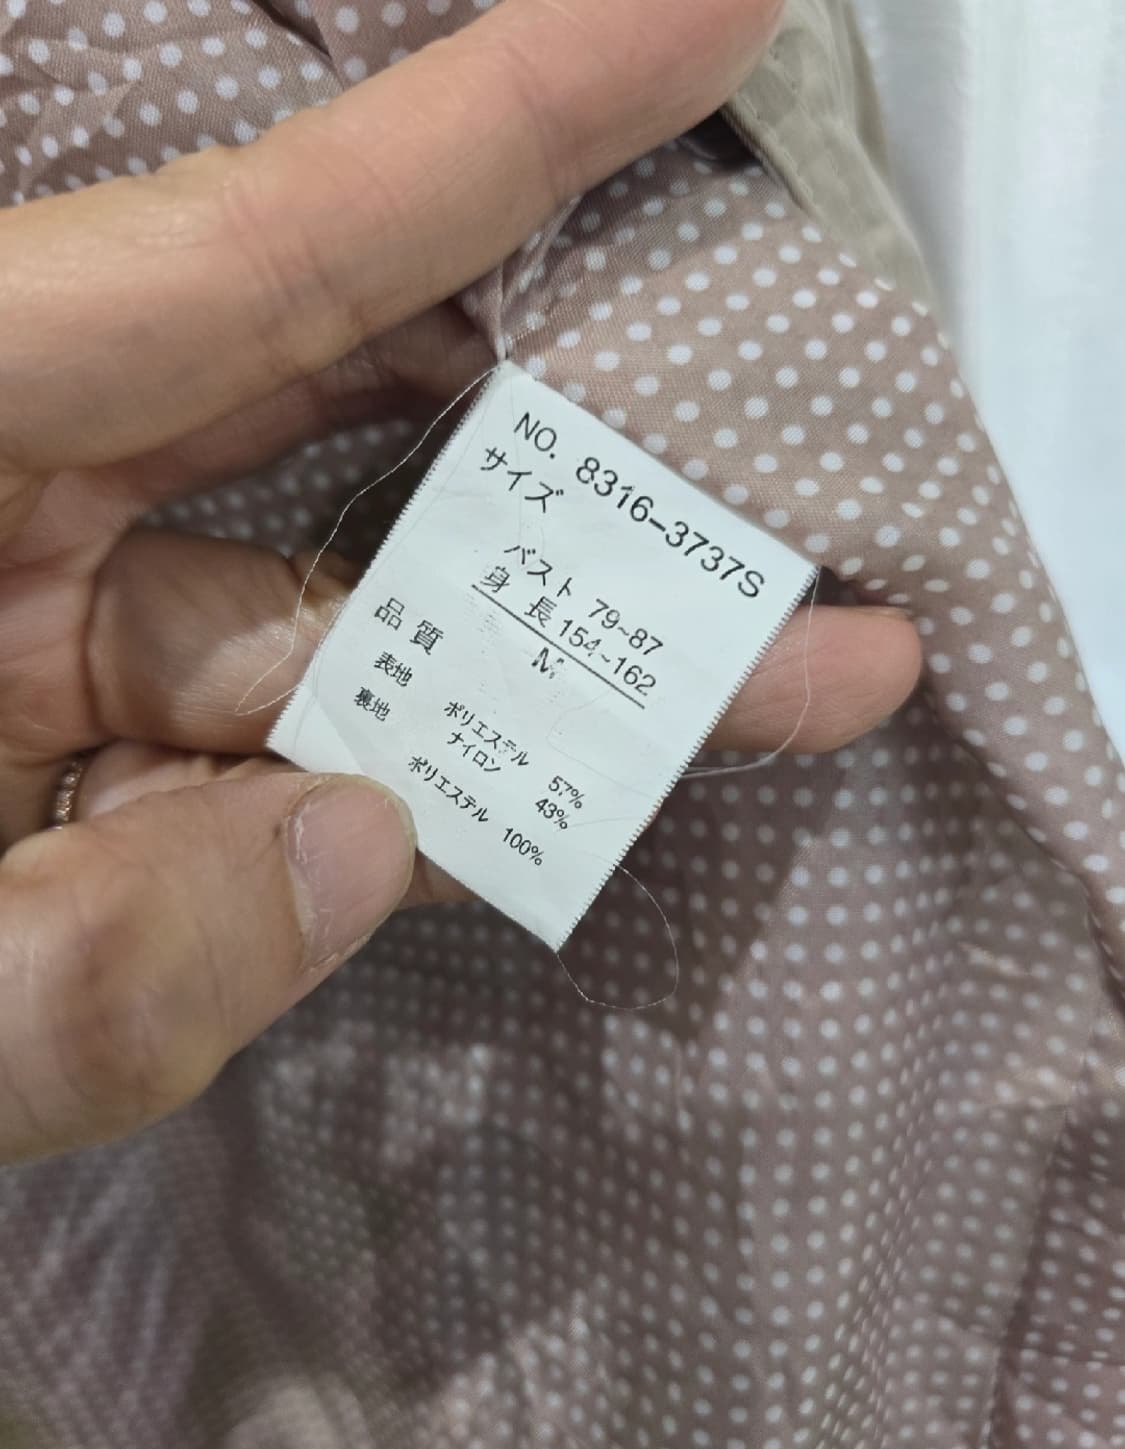 NO. 8316-3737S
サイズ
バスト 79~87
身 長 154~162
M
品 質
表地 ポリエステル 57%
ナイロン 43%
裏地 ポリエステル 100%